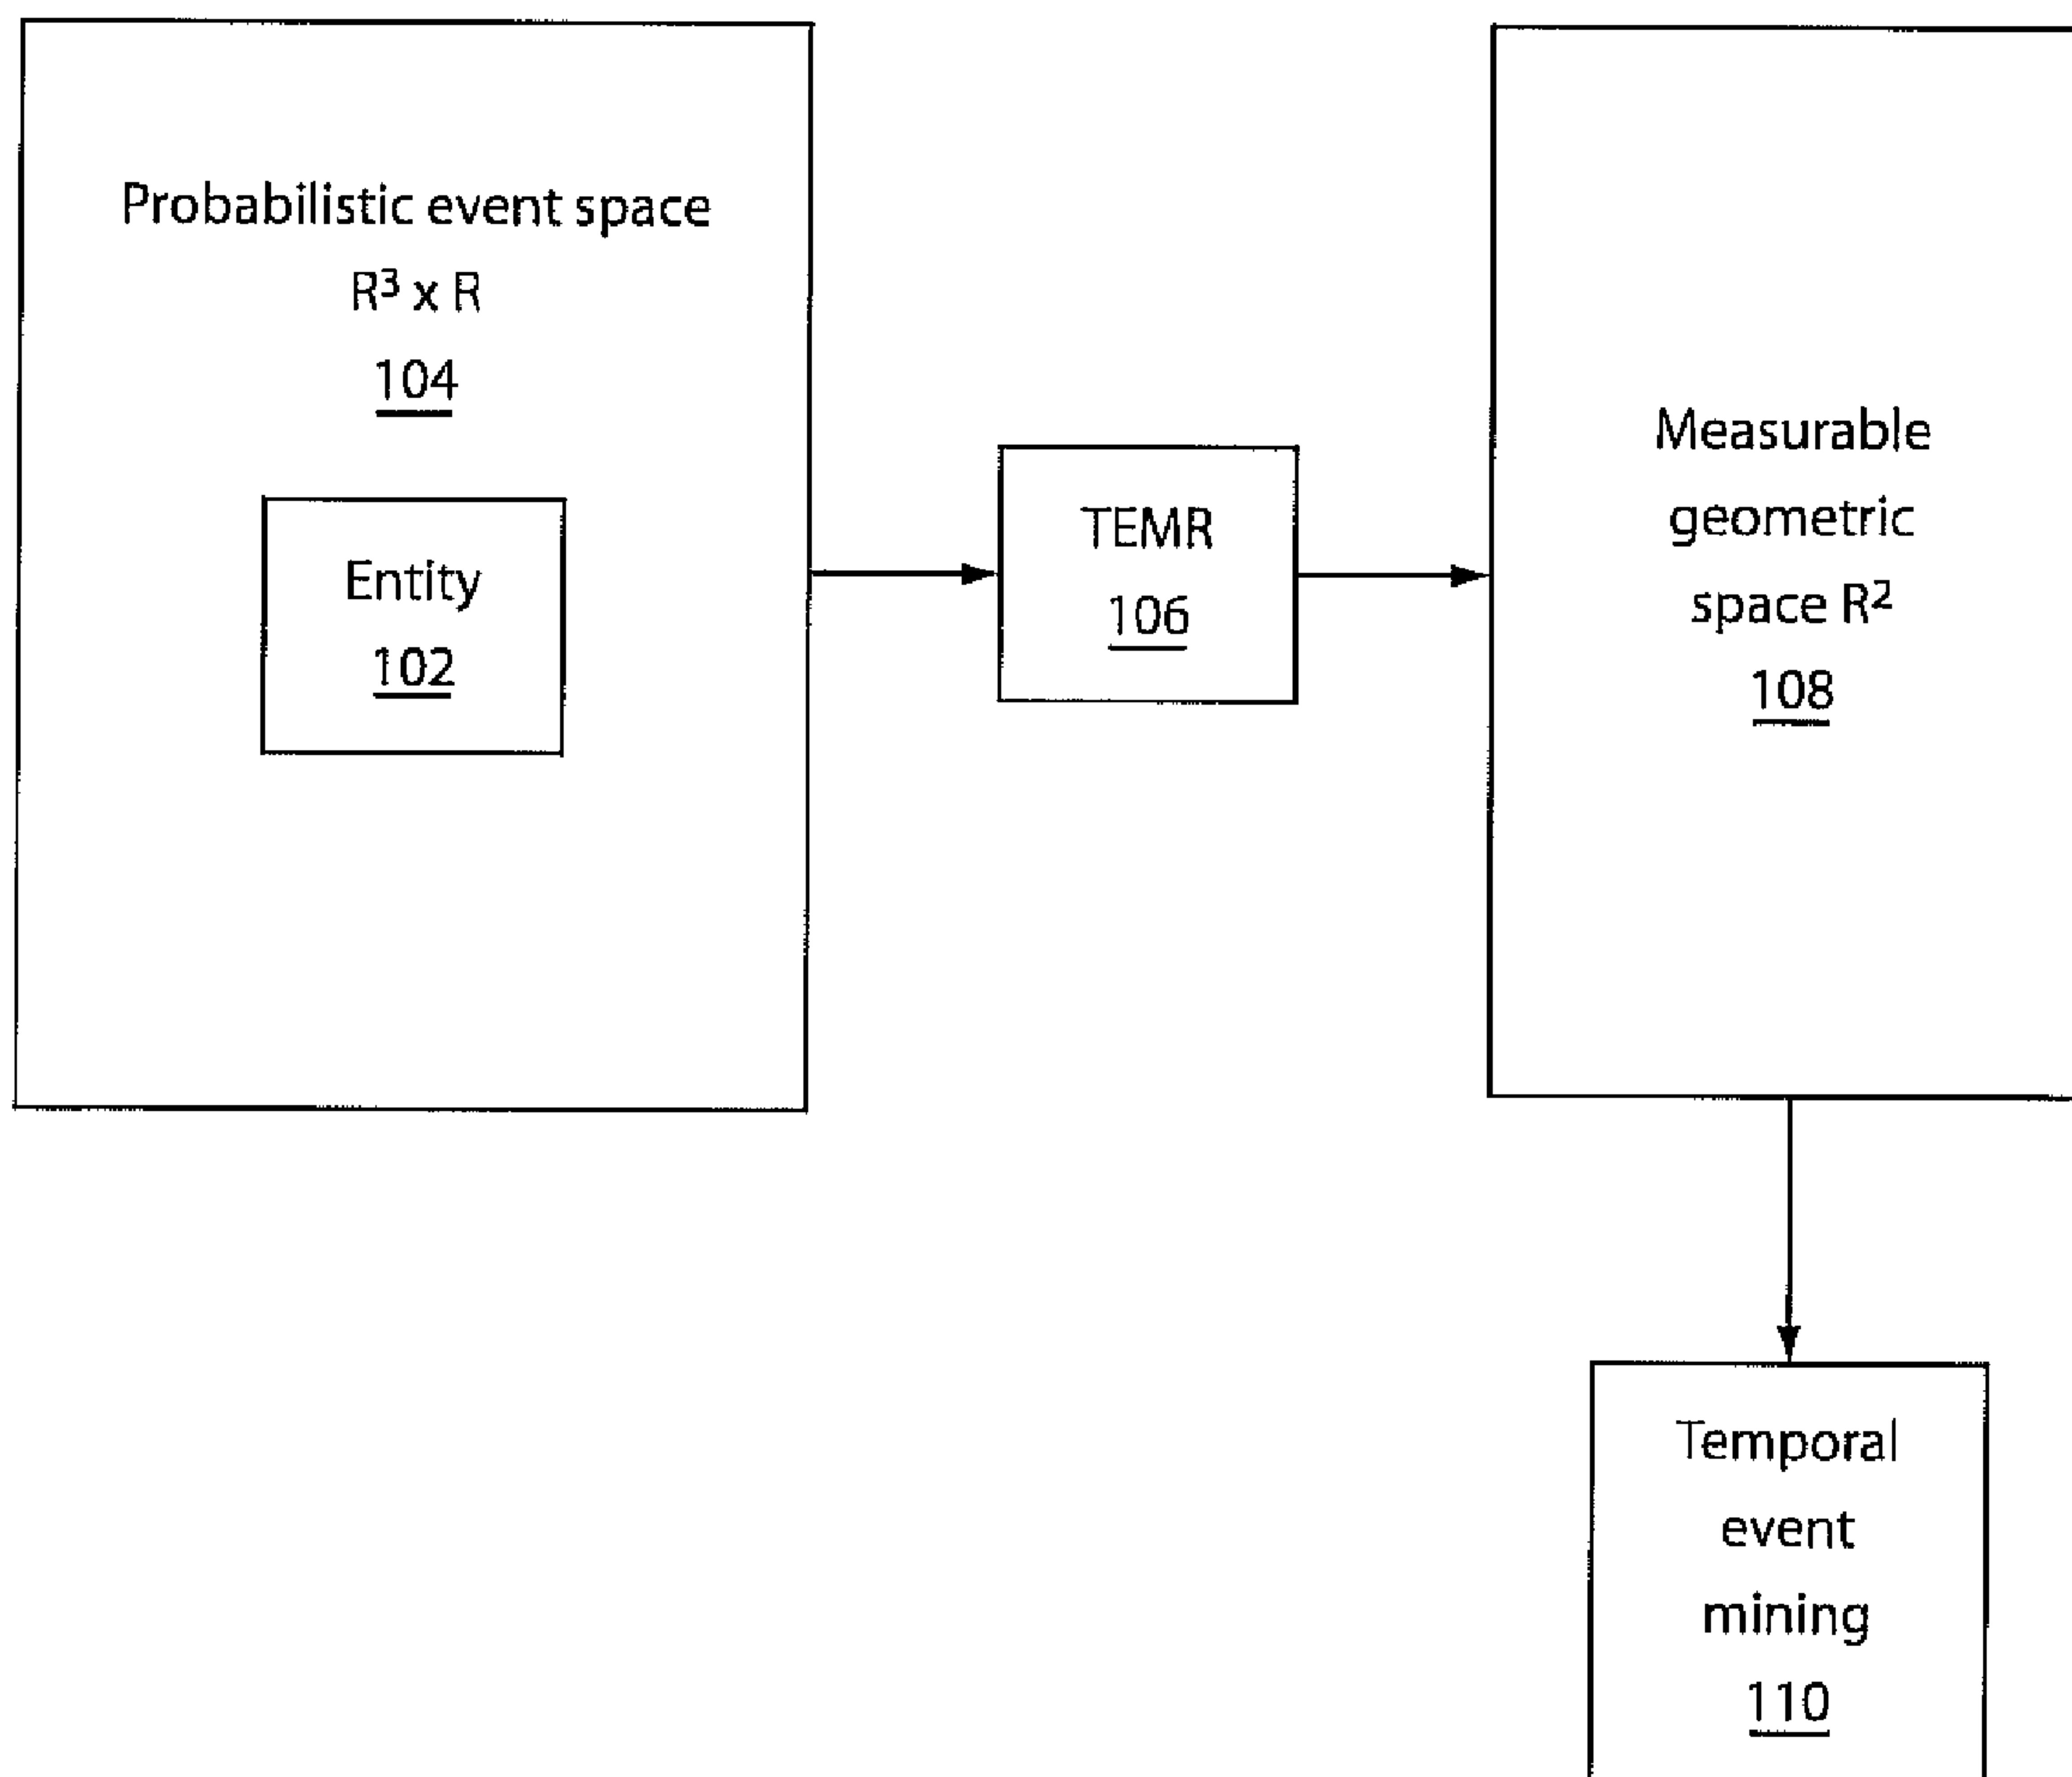 Probabilistic event space
R³ x R
104
Entity
102
TEMR
106
Measurable
geometric
space R²
108
Temporal
event
mining
110